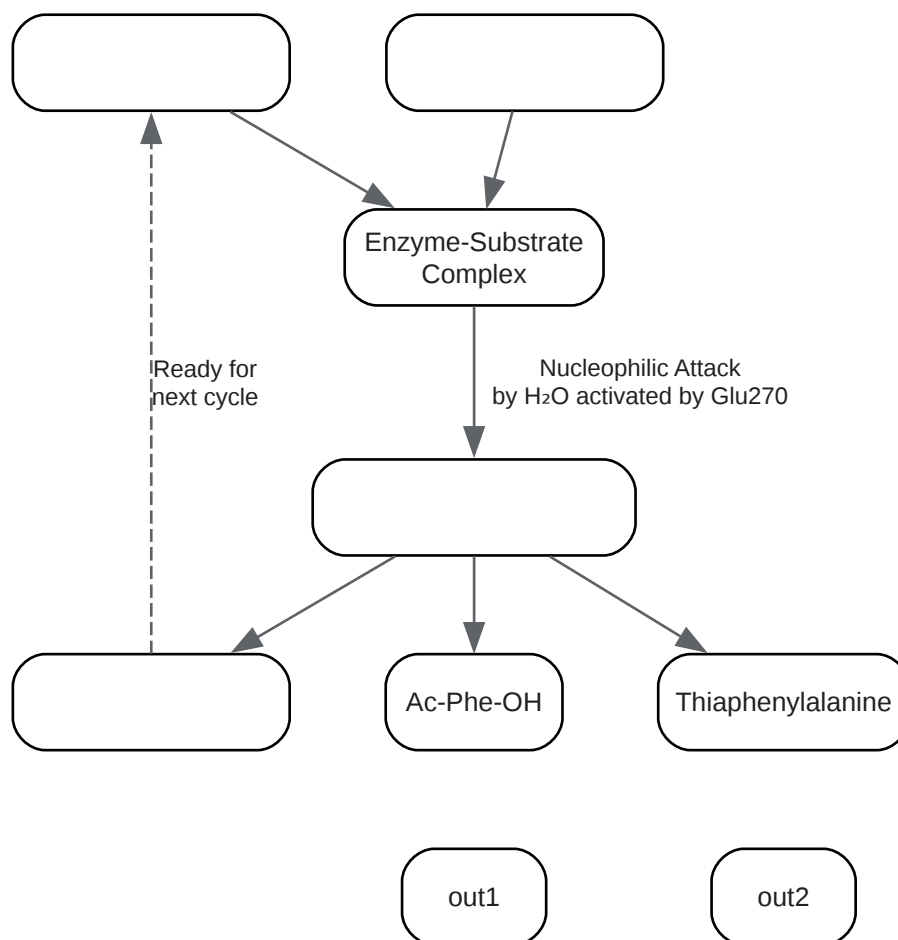 Enzyme-Substrate
Complex
Ready for
next cycle
Nucleophilic Attack
by H₂O activated by Glu270
Ac-Phe-OH
Thiaphenylalanine
out1
out2